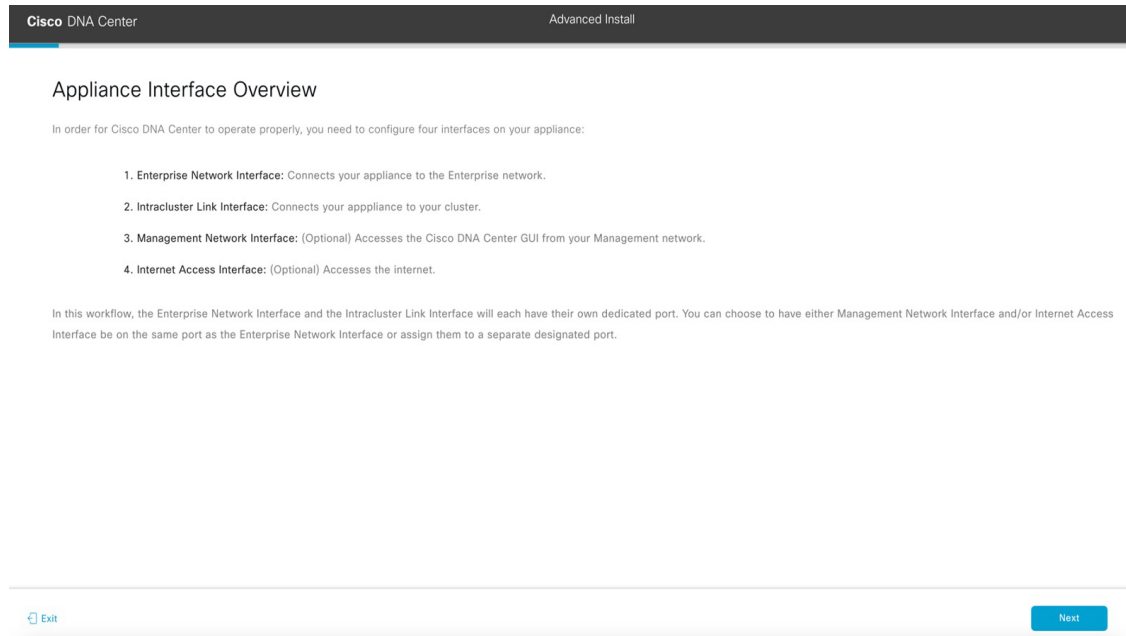 Cisco DNA Center
Advanced Install
Appliance Interface Overview
In order for Cisco DNA Center to operate properly, you need to configure four interfaces on your appliance:
1. Enterprise Network Interface: Connects your appliance to the Enterprise network.
2. Intracluster Link Interface: Connects your apppliance to your cluster.
3. Management Network Interface: (Optional) Accesses the Cisco DNA Center GUI from your Management network.
4. Internet Access Interface: (Optional) Accesses the internet.
In this workflow, the Enterprise Network Interface and the Intracluster Link Interface will each have their own dedicated port. You can choose to have either Management Network Interface and/or Internet Access
Interface be on the same port as the Enterprise Network Interface or assign them to a separate designated port.
Exit
Next